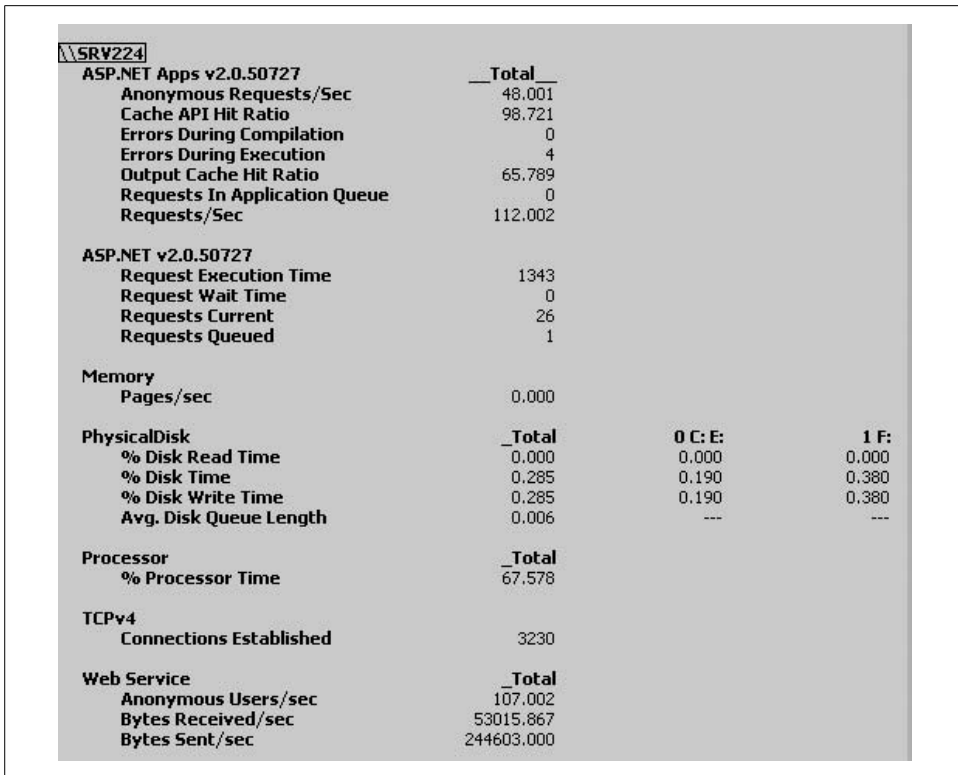 \\SRV224
ASP.NET Apps v2.0.50727 __Total__
Anonymous Requests/Sec 48.001
Cache API Hit Ratio 98.721
Errors During Compilation 0
Errors During Execution 4
Output Cache Hit Ratio 65.789
Requests In Application Queue 0
Requests/Sec 112.002
ASP.NET v2.0.50727
Request Execution Time 1343
Request Wait Time 0
Requests Current 26
Requests Queued 1
Memory
Pages/sec 0.000
PhysicalDisk _Total 0 C: E: 1 F:
% Disk Read Time 0.000 0.000 0.000
% Disk Time 0.285 0.190 0.380
% Disk Write Time 0.285 0.190 0.380
Avg. Disk Queue Length 0.006 --- ---
Processor _Total
% Processor Time 67.578
TCPv4
Connections Established 3230
Web Service _Total
Anonymous Users/sec 107.002
Bytes Received/sec 53015.867
Bytes Sent/sec 244603.000